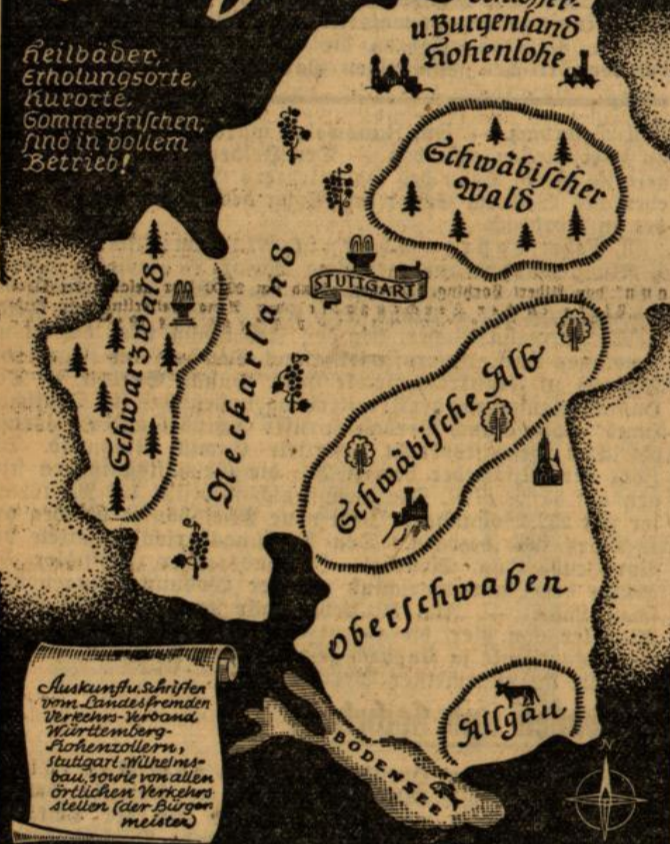 u. Burgenland
Hohenlohe
Heilbäder,
Erholungsorte,
Kurorte,
Sommerfrischen,
sind in vollem
Betrieb!
Schwäbischer
Wald
STUTTGART
Schwarzwald
Neckarland
Schwäbische Alb
Oberschwaben
Allgäu
BODENSEE
N
Auskunft u. Schriften
vom Landesfremden
Verkehrs-Verband
Württemberg-
Hohenzollern,
Stuttgart. Wilhelms-
bau, sowie von allen
örtlichen Verkehrs-
stellen (der Bürger-
meister)